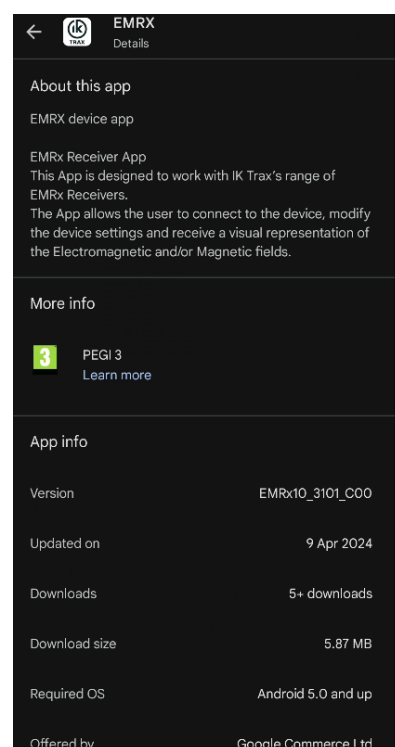 EMRX
iK
TRAX
Details
About this app
EMRX device app
EMRx Receiver App
This App is designed to work with IK Trax's range of
EMRx Receivers.
The App allows the user to connect to the device, modify
the device settings and receive a visual representation of
the Electromagnetic and/or Magnetic fields.
More info
3
PEGI 3
Learn more
App info
Version EMRx10_3101_C00
Updated on 9 Apr 2024
Downloads 5+ downloads
Download size 5.87 MB
Required OS Android 5.0 and up
Offered by Google Commerce Ltd